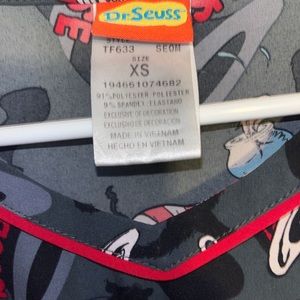 Dr. Seuss
STYLE
TF633 SEOM
SIZE
XS
194651074682
91% POLYESTER POLIESTER
9% SPANDEX ELASTANO
EXCLUSIVE OF DECORATION
EXCLUSIVO DE DECORACION
MADE IN VIETNAM
HECHO EN VIETNAM